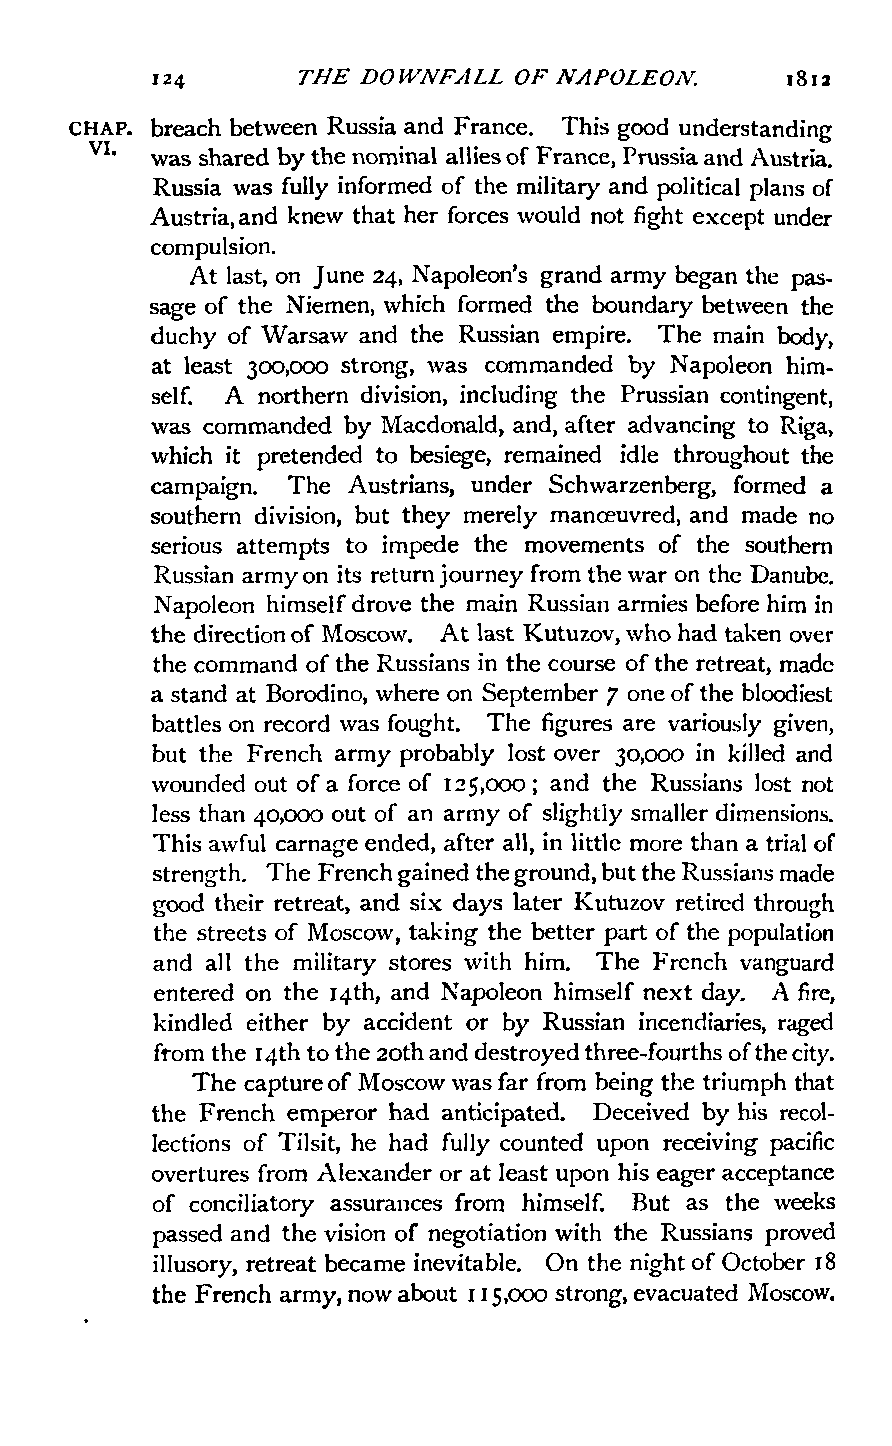 124 THE DOWNFALL OF NAPOLEON. 1812
CHAP. VI.
breach between Russia and France. This good understanding
was shared by the nominal allies of France, Prussia and Austria.
Russia was fully informed of the military and political plans of
Austria, and knew that her forces would not fight except under
compulsion.
At last, on June 24, Napoleon's grand army began the pas-
sage of the Niemen, which formed the boundary between the
duchy of Warsaw and the Russian empire. The main body,
at least 300,000 strong, was commanded by Napoleon him-
self. A northern division, including the Prussian contingent,
was commanded by Macdonald, and, after advancing to Riga,
which it pretended to besiege, remained idle throughout the
campaign. The Austrians, under Schwarzenberg, formed a
southern division, but they merely manœuvred, and made no
serious attempts to impede the movements of the southern
Russian army on its return journey from the war on the Danube.
Napoleon himself drove the main Russian armies before him in
the direction of Moscow. At last Kutuzov, who had taken over
the command of the Russians in the course of the retreat, made
a stand at Borodino, where on September 7 one of the bloodiest
battles on record was fought. The figures are variously given,
but the French army probably lost over 30,000 in killed and
wounded out of a force of 125,000; and the Russians lost not
less than 40,000 out of an army of slightly smaller dimensions.
This awful carnage ended, after all, in little more than a trial of
strength. The French gained the ground, but the Russians made
good their retreat, and six days later Kutuzov retired through
the streets of Moscow, taking the better part of the population
and all the military stores with him. The French vanguard
entered on the 14th, and Napoleon himself next day. A fire,
kindled either by accident or by Russian incendiaries, raged
from the 14th to the 20th and destroyed three-fourths of the city.
The capture of Moscow was far from being the triumph that
the French emperor had anticipated. Deceived by his recol-
lections of Tilsit, he had fully counted upon receiving pacific
overtures from Alexander or at least upon his eager acceptance
of conciliatory assurances from himself. But as the weeks
passed and the vision of negotiation with the Russians proved
illusory, retreat became inevitable. On the night of October 18
the French army, now about 115,000 strong, evacuated Moscow.